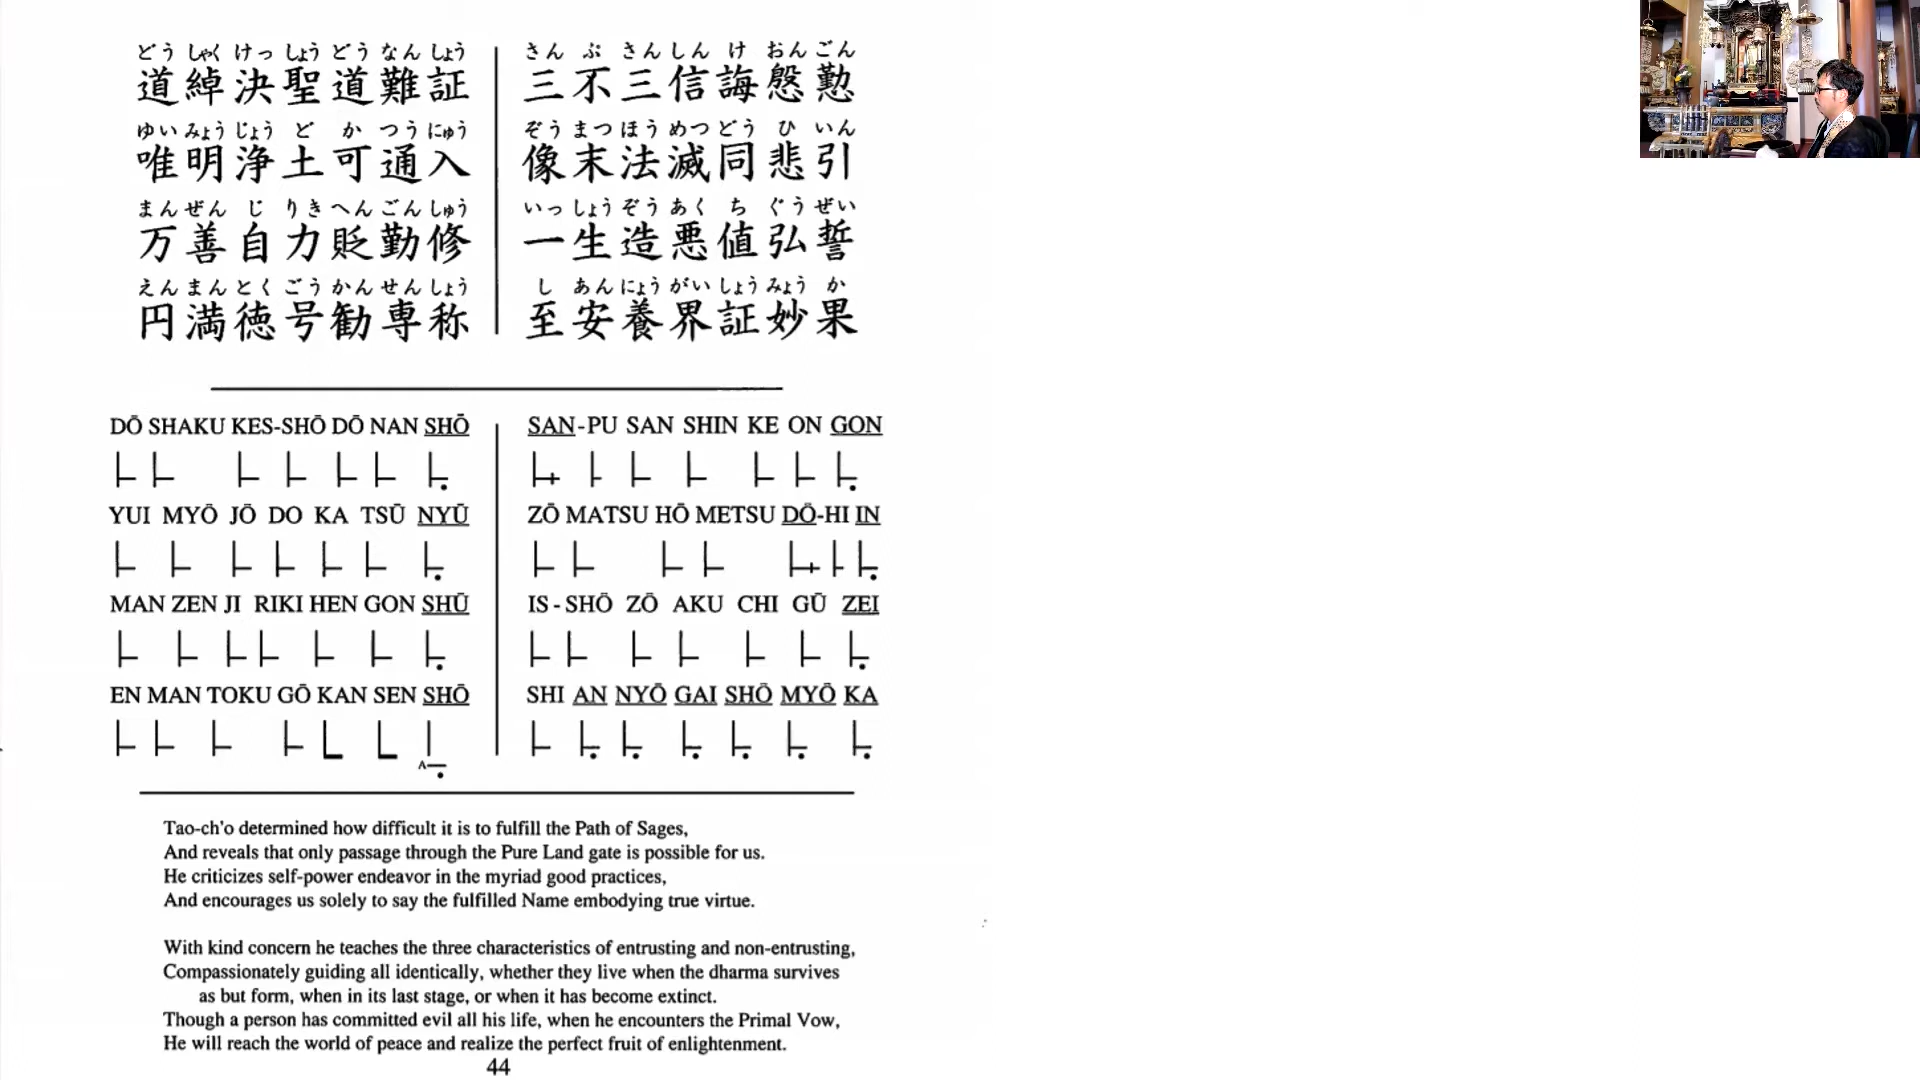 どう しゃく けっ しょう どう なん しょう
道綽決聖道難証
ゆい みょう じょう ど か つう にゅう
唯明浄土可通入
まん ぜん じ りき へん ごん しゅう
万善自力貶勤修
えん まん とく ごう かん せん しょう
円満徳号勧専称
さん ぷ さん しん け おん ごん
三不三信誨慇懃
ぞう まつ ほう めつ どう ひ いん
像末法滅同悲引
いっ しょう ぞう あく ち ぐう ぜい
一生造悪値弘誓
し あん にょう がい しょう みょう か
至安養界証妙果
DŌ SHAKU KES-SHŌ DŌ NAN SHŌ
YUI MYŌ JŌ DO KA TSŪ NYŪ
MAN ZEN JI RIKI HEN GON SHŪ
EN MAN TOKU GŌ KAN SEN SHŌ
SAN-PU SAN SHIN KE ON GON
ZŌ MATSU HŌ METSU DŌ-HI IN
IS - SHŌ ZŌ AKU CHI GŪ ZEI
SHI AN NYŌ GAI SHŌ MYŌ KA
Tao-ch'o determined how difficult it is to fulfill the Path of Sages,
And reveals that only passage through the Pure Land gate is possible for us.
He criticizes self-power endeavor in the myriad good practices,
And encourages us solely to say the fulfilled Name embodying true virtue.
With kind concern he teaches the three characteristics of entrusting and non-entrusting,
Compassionately guiding all identically, whether they live when the dharma survives
as but form, when in its last stage, or when it has become extinct.
Though a person has committed evil all his life, when he encounters the Primal Vow,
He will reach the world of peace and realize the perfect fruit of enlightenment.
44